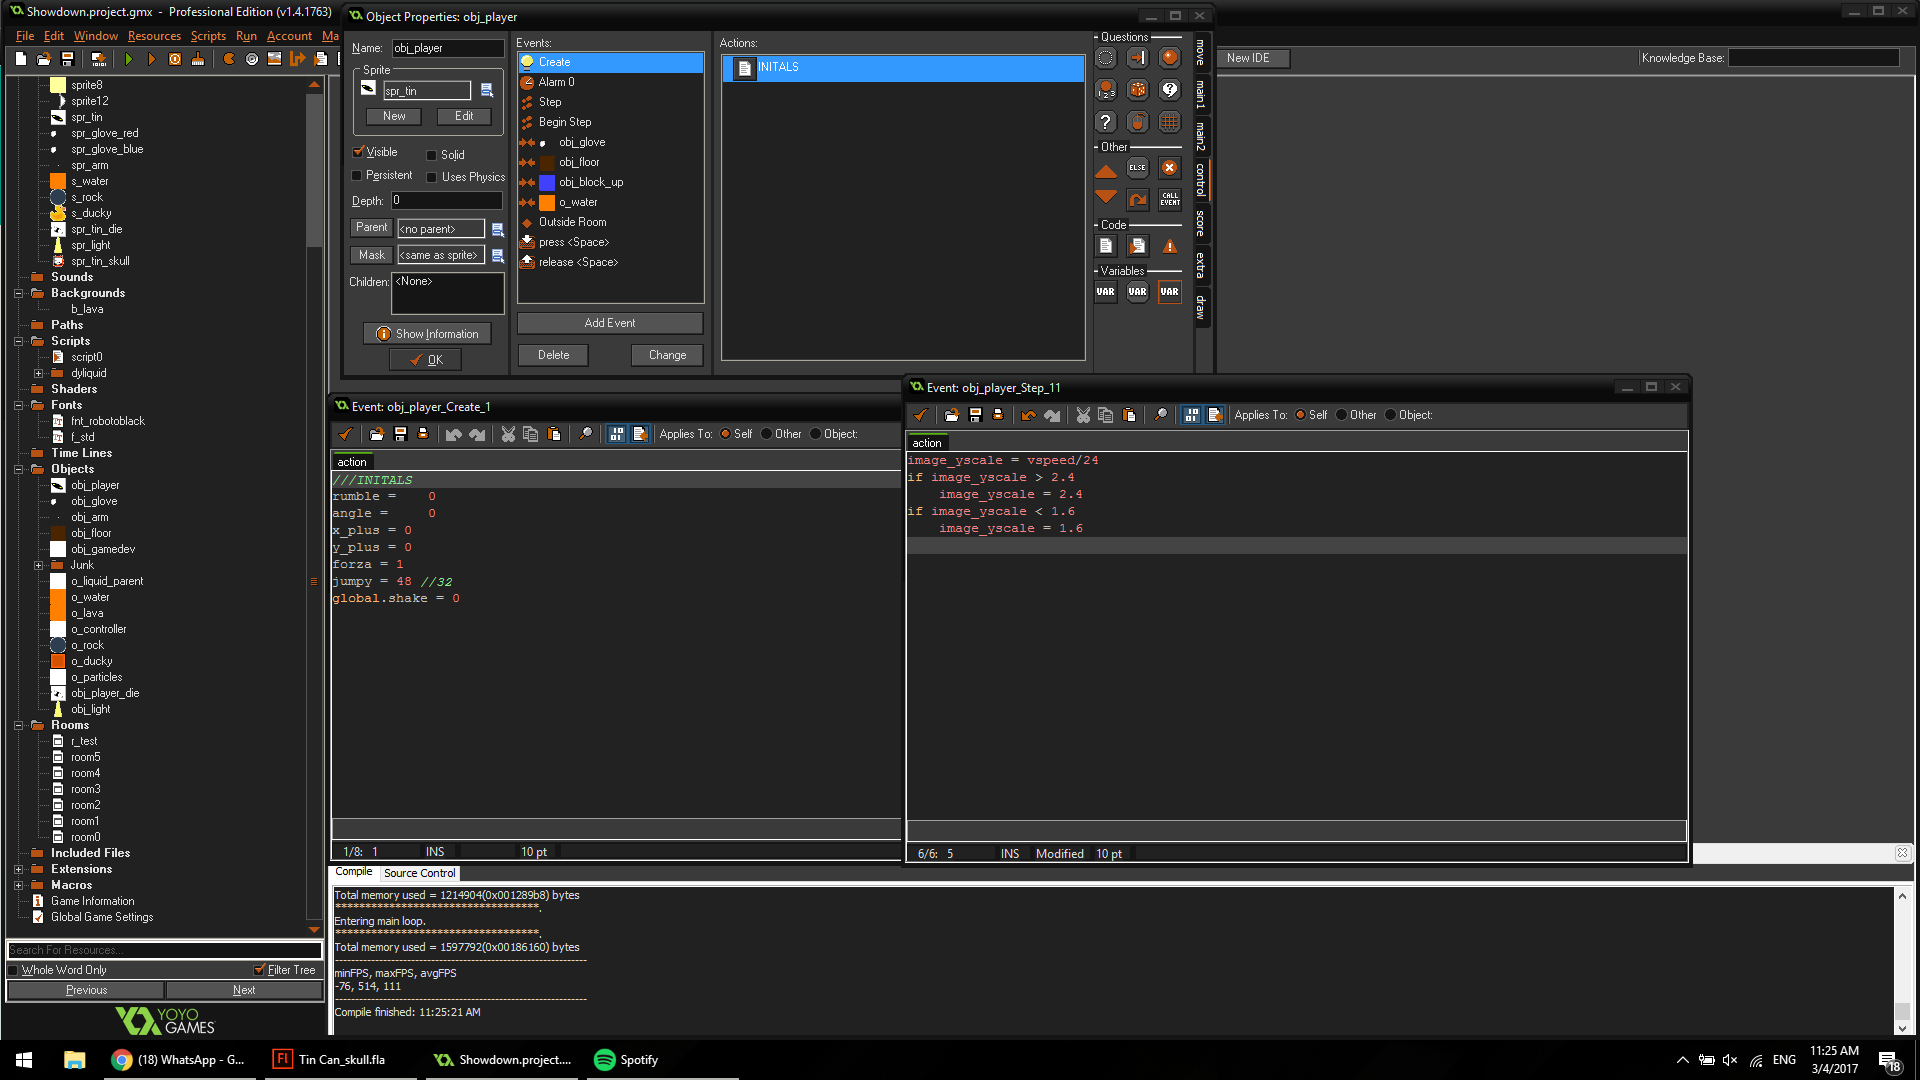 Showdown.project.gmx - Professional Edition (v1.4.1763)
File Edit Window Resources Scripts Run Account Ma
sprite8
sprite12
spr_tin
spr_glove_red
spr_glove_blue
spr_arm
s_water
s_rock
s_ducky
spr_tin_die
spr_light
spr_tin_skull
Sounds
Backgrounds
b_lava
Paths
Scripts
script0
dyliquid
Shaders
Fonts
fnt_robotoblack
f_std
Time Lines
Objects
obj_player
obj_glove
obj_arm
obj_floor
obj_gamedev
Junk
o_liquid_parent
o_water
o_lava
o_controller
o_rock
o_ducky
o_particles
obj_player_die
obj_light
Rooms
r_test
room5
room4
room3
room2
room1
room0
Included Files
Extensions
Macros
Game Information
Global Game Settings
Search For Resources...
Whole Word Only Filter Tree
Previous Next
YOYO
GAMES
Object Properties: obj_player
Name: obj_player
Sprite
spr_tin
New Edit
Visible Solid
Persistent Uses Physics
Depth: 0
Parent <no parent>
Mask <same as sprite>
Children: <None>
Show Information
OK
Events:
Create
Alarm 0
Step
Begin Step
obj_glove
obj_floor
obj_block_up
o_water
Outside Room
press <Space>
release <Space>
Add Event
Delete Change
Actions:
INITALS
Questions
Other
ELSE
CALL EVENT
Code
Variables
VAR VAR VAR
move
main1
main2
control
score
extra
draw
New IDE
Knowledge Base:
Event: obj_player_Create_1
Applies To: Self Other Object:
action
///INITALS
rumble = 0
angle = 0
x_plus = 0
y_plus = 0
forza = 1
jumpy = 48 //32
global.shake = 0
1/8: 1 INS 10 pt
Event: obj_player_Step_11
Applies To: Self Other Object:
action
image_yscale = vspeed/24
if image_yscale > 2.4
image_yscale = 2.4
if image_yscale < 1.6
image_yscale = 1.6
6/6: 5 INS Modified 10 pt
Compile Source Control
Total memory used = 1214904(0x001289b8) bytes
***********************************.
Entering main loop.
***********************************.
Total memory used = 1597792(0x00186160) bytes
minFPS, maxFPS, avgFPS
-76, 514, 111
Compile finished: 11:25:21 AM
(18) WhatsApp - G...
Tin Can_skull.fla
Showdown.project....
Spotify
ENG
11:25 AM
3/4/2017
18